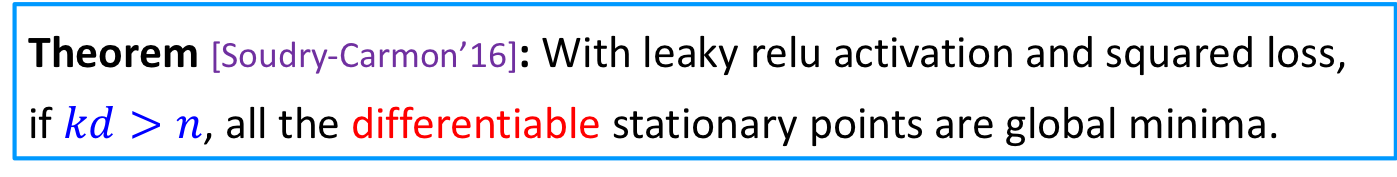 Theorem [Soudry-Carmon’16]: With leaky relu activation and squared loss,
if kd > n, all the differentiable stationary points are global minima.